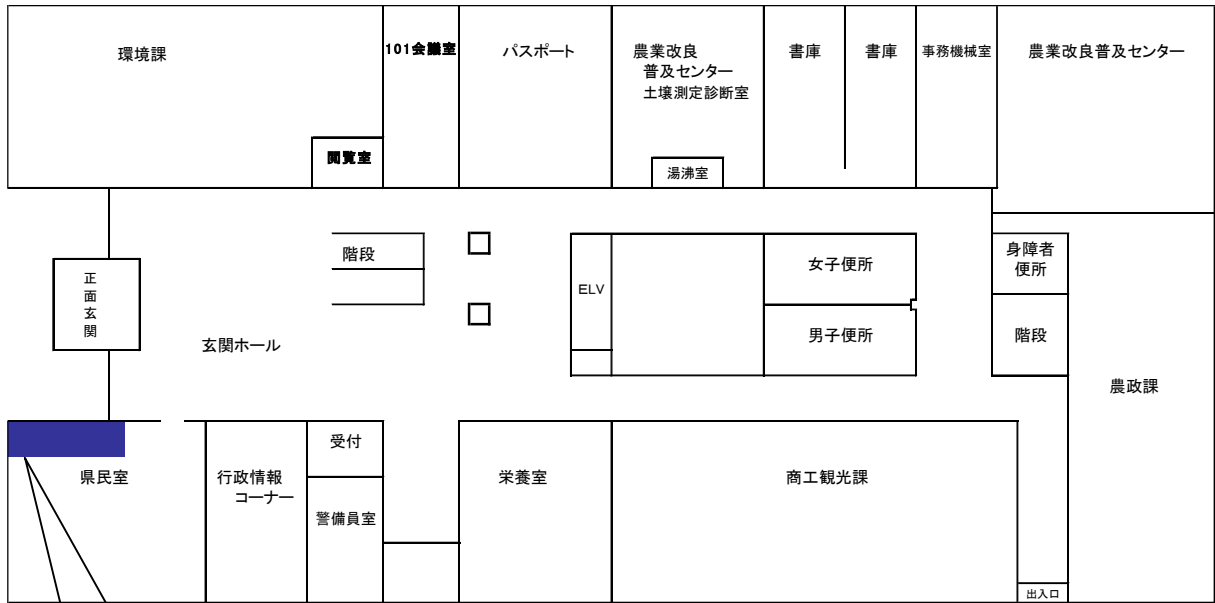 環境課
閲覧室
101会議室
パスポート
農業改良
普及センター
土壌測定診断室
湯沸室
書庫
書庫
事務機械室
農業改良普及センター
正面玄関
玄関ホール
階段
ELV
女子便所
男子便所
身障者
便所
階段
農政課
県民室
行政情報
コーナー
受付
警備員室
栄養室
商工観光課
出入口